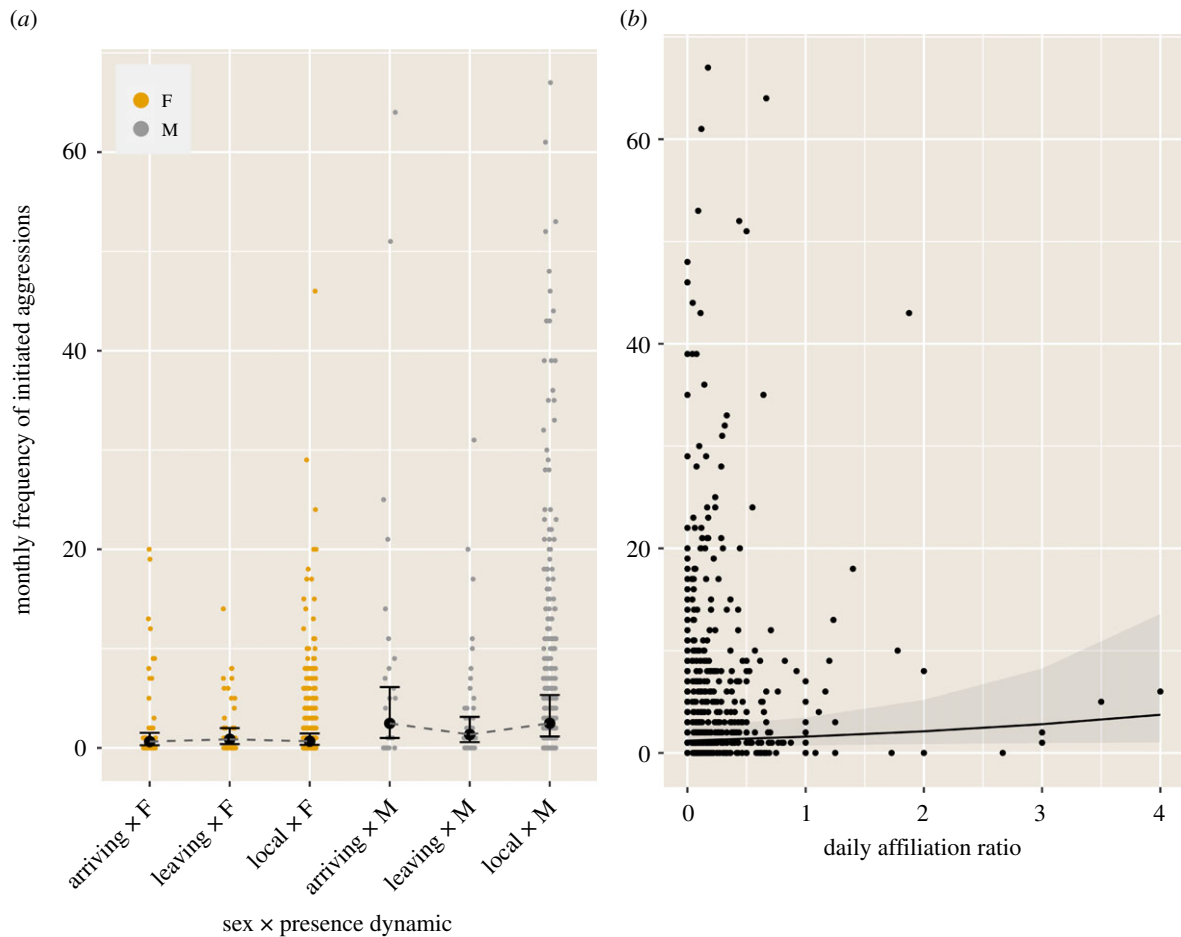 (a)
F
M
60
40
20
0
monthly frequency of initiated aggressions
arriving × F
leaving × F
local × F
arriving × M
leaving × M
local × M
sex × presence dynamic
(b)
60
40
20
0
0
1
2
3
4
daily affiliation ratio